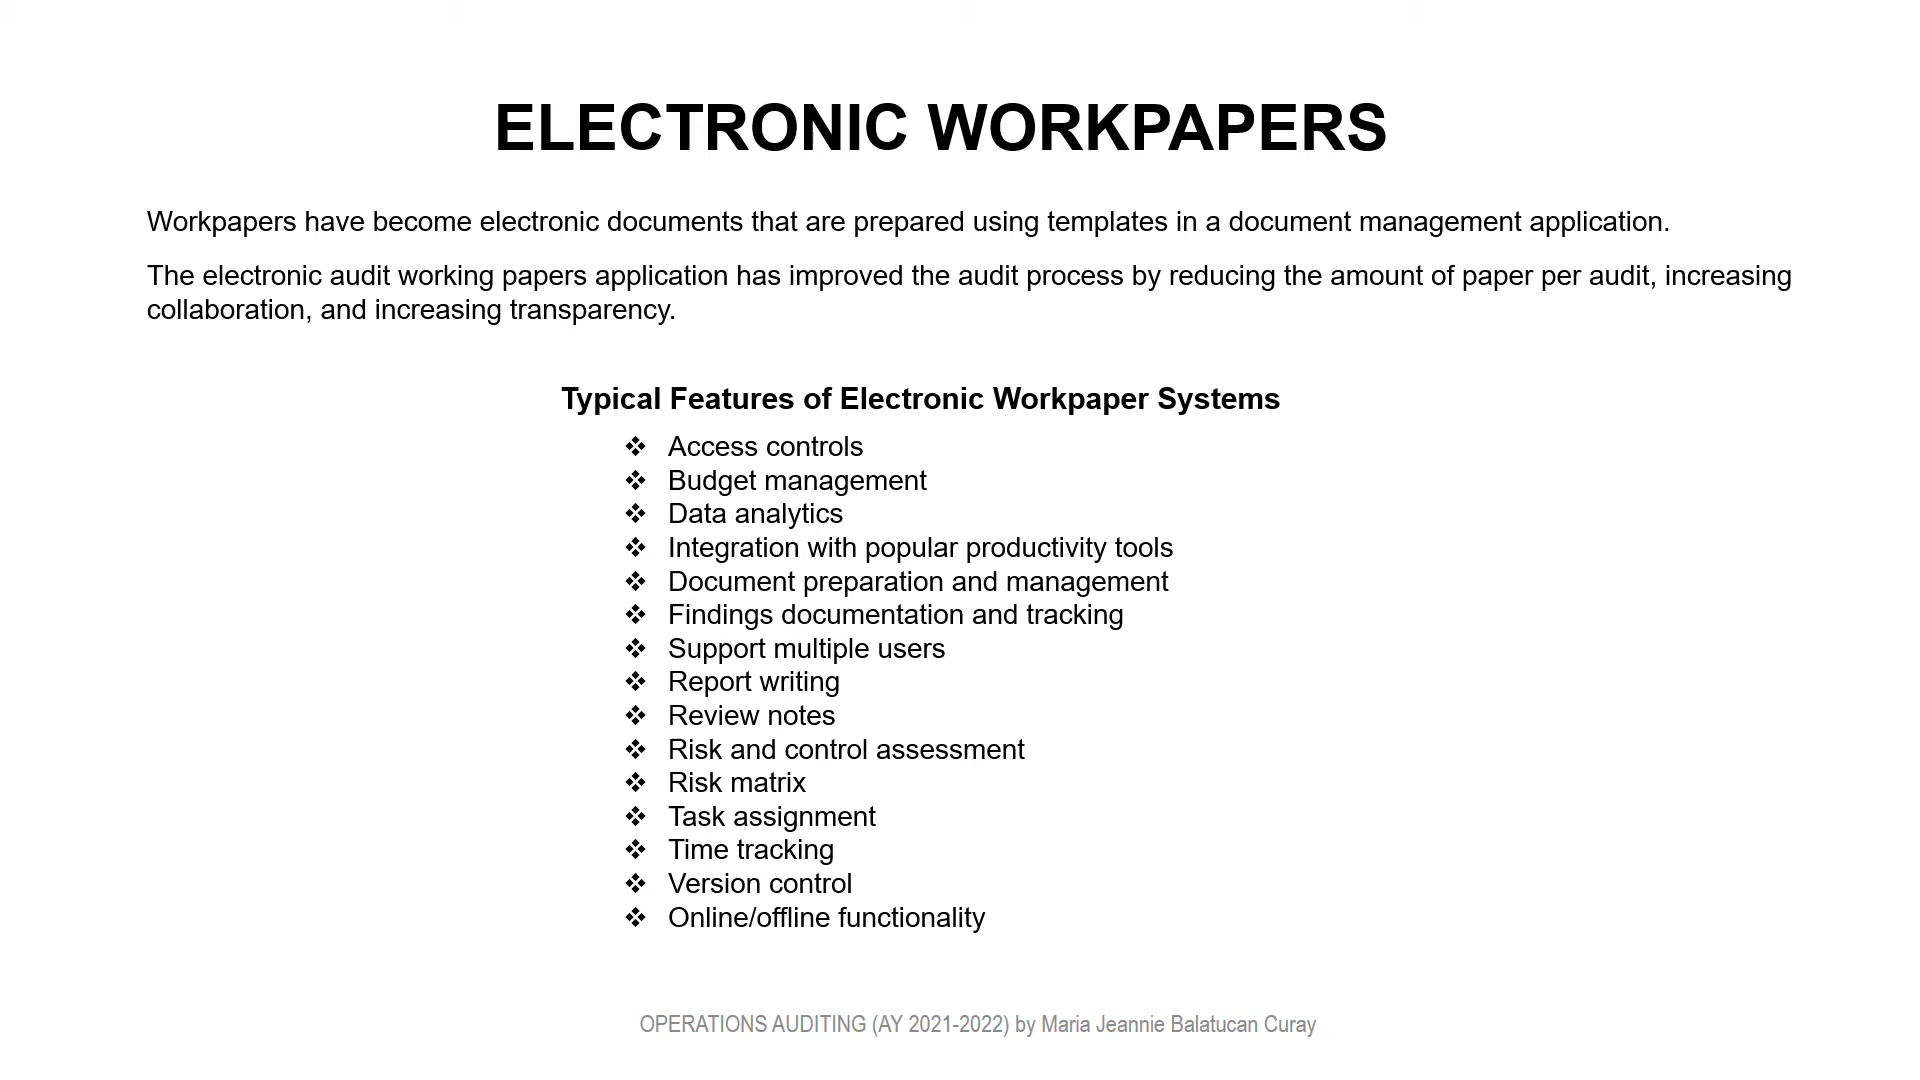 ELECTRONIC WORKPAPERS
Workpapers have become electronic documents that are prepared using templates in a document management application.
The electronic audit working papers application has improved the audit process by reducing the amount of paper per audit, increasing
collaboration, and increasing transparency.
Typical Features of Electronic Workpaper Systems
❖ Access controls
❖ Budget management
❖ Data analytics
❖ Integration with popular productivity tools
❖ Document preparation and management
❖ Findings documentation and tracking
❖ Support multiple users
❖ Report writing
❖ Review notes
❖ Risk and control assessment
❖ Risk matrix
❖ Task assignment
❖ Time tracking
❖ Version control
❖ Online/offline functionality
OPERATIONS AUDITING (AY 2021-2022) by Maria Jeannie Balatucan Curay